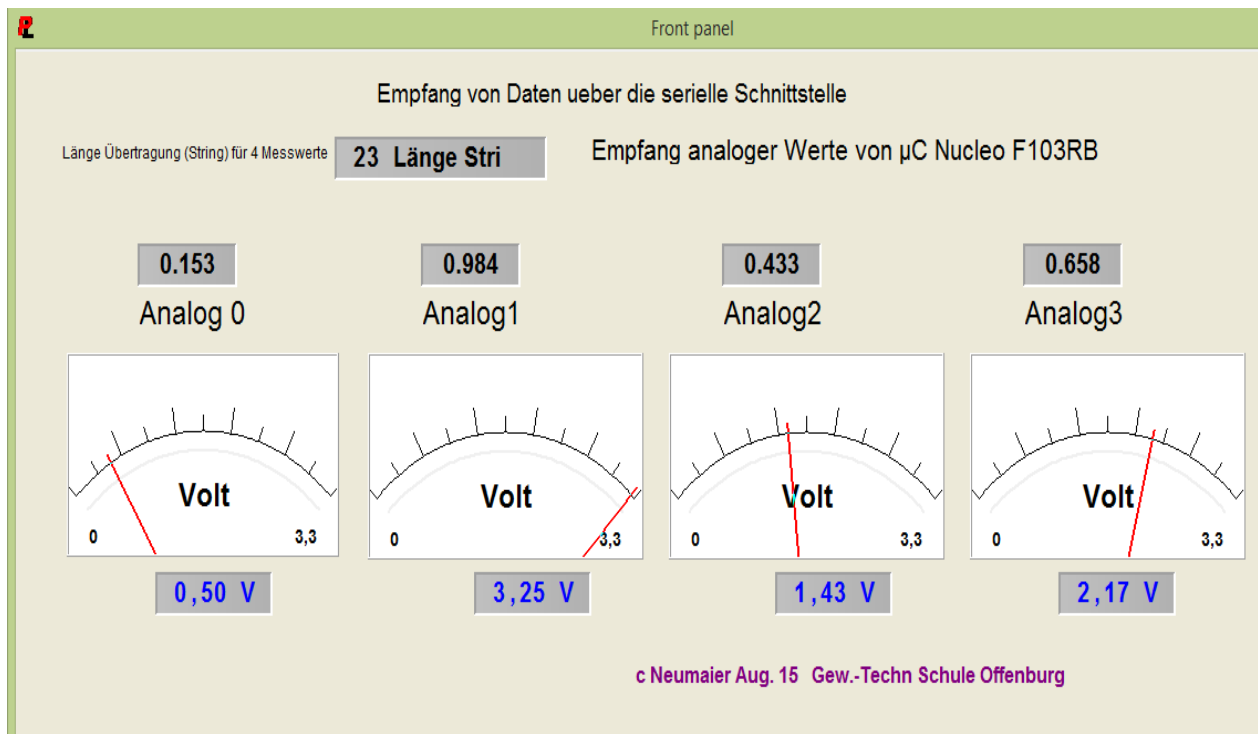 Front panel
Empfang von Daten ueber die serielle Schnittstelle
Länge Übertragung (String) für 4 Messwerte 23 Länge Stri Empfang analoger Werte von µC Nucleo F103RB
0.153 0.984 0.433 0.658
Analog 0 Analog1 Analog2 Analog3
Volt Volt Volt Volt
0 3,3 0 3,3 0 3,3 0 3,3
0,50 V 3,25 V 1,43 V 2,17 V
c Neumaier Aug. 15 Gew.-Techn Schule Offenburg